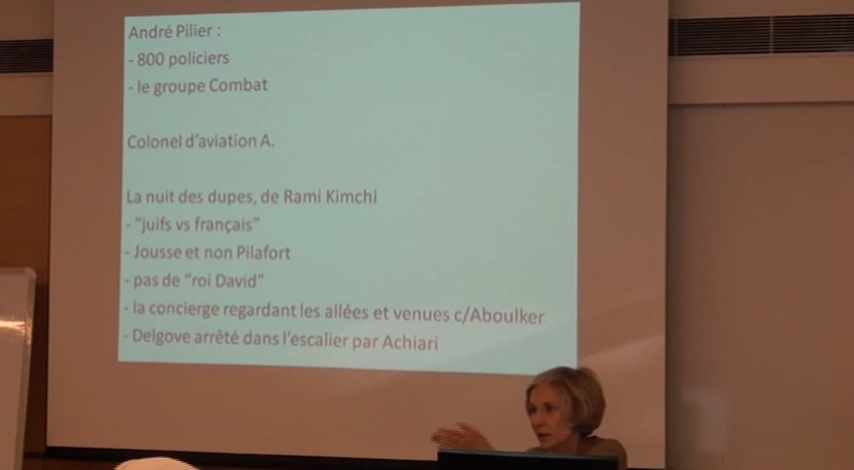 André Pilier :
- 800 policiers
- le groupe Combat
Colonel d'aviation A.
La nuit des dupes, de Rami Kimchi
- "juifs vs français"
- Jousse et non Pilafort
- pas de "roi David"
- la concierge regardant les allées et venues c/Aboulker
- Delgove arrêté dans l'escalier par Achiari